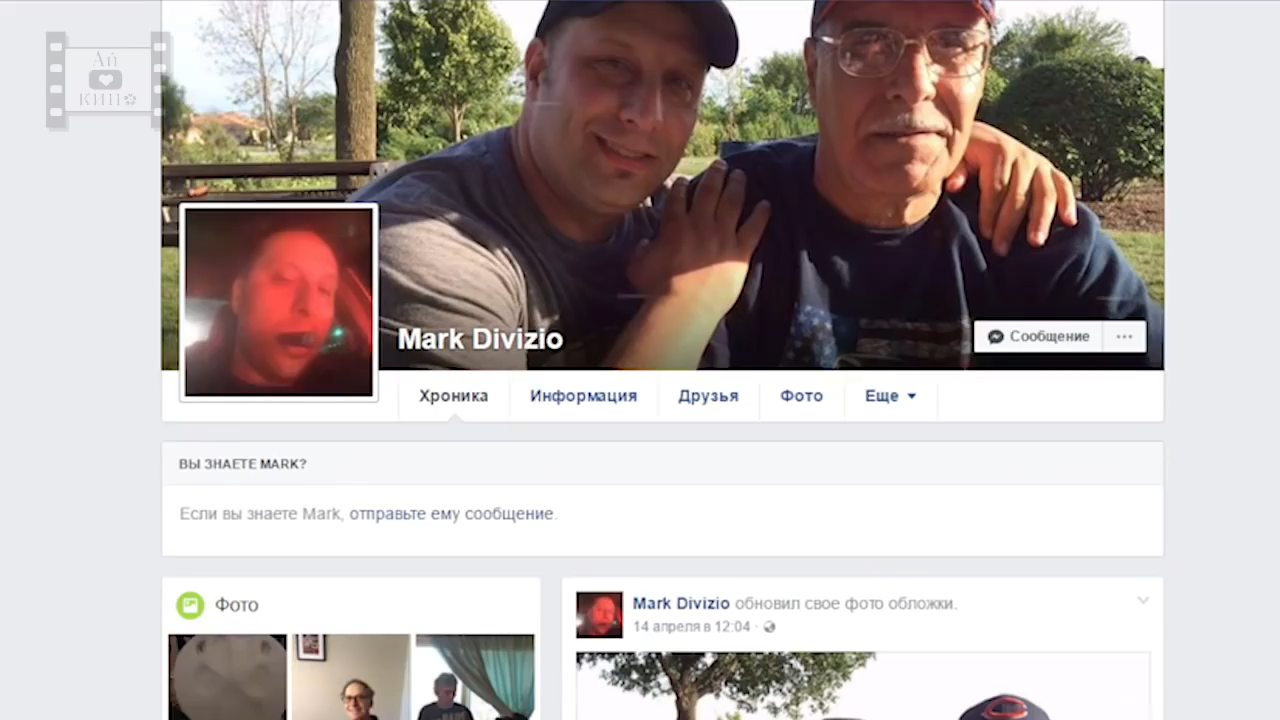 Ай
КИНО
Mark Divizio
Сообщение
Хроника
Информация
Друзья
Фото
Еще
ВЫ ЗНАЕТЕ MARK?
Если вы знаете Mark, отправьте ему сообщение.
Фото
Mark Divizio обновил свое фото обложки.
14 апреля в 12:04 ·